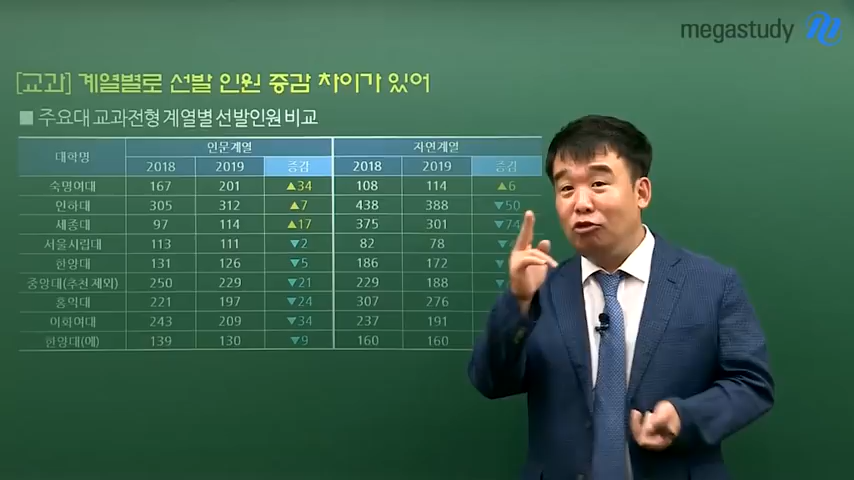 megastudy
[교과] 계열별로 선발 인원 증감 차이가 있어
■ 주요대 교과전형 계열별 선발인원 비교
대학명 인문계열 자연계열
2018 2019 증감 2018 2019 증감
숙명여대 167 201 ▲34 108 114 ▲6
인하대 305 312 ▲7 438 388 ▼50
세종대 97 114 ▲17 375 301 ▼74
서울시립대 113 111 ▼2 82 78 ▼
한양대 131 126 ▼5 186 172 ▼
중앙대(추천 제외) 250 229 ▼21 229 188 ▼
홍익대 221 197 ▼24 307 276
이화여대 243 209 ▼34 237 191
한양대(에) 139 130 ▼9 160 160